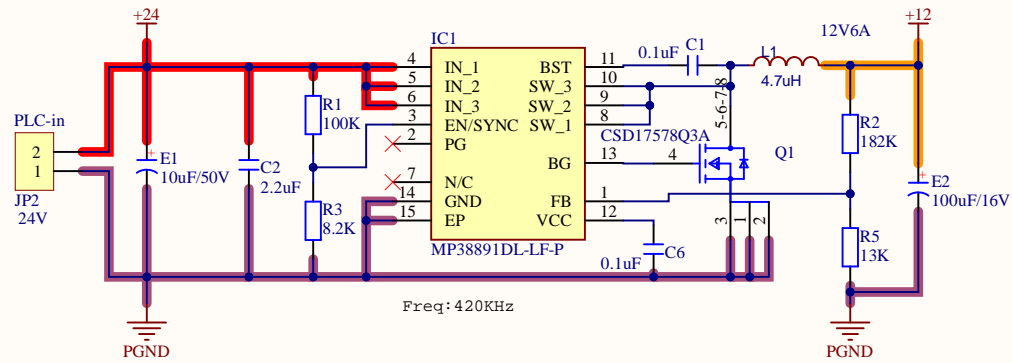 +24
+12
12V6A
IC1
C1
0.1uF
L1
4.7uH
4
IN_1
BST
11
5
IN_2
SW_3
10
6
IN_3
SW_2
9
3
EN/SYNC
SW_1
8
2
PG
BG
13
7
N/C
14
GND
FB
1
15
EP
VCC
12
MP38891DL-LF-P
PLC-in
2
1
JP2
24V
E1
10uF/50V
C2
2.2uF
R1
100K
R3
8.2K
5-6-7-8
CSD17578Q3A
4
Q1
3
1
2
R2
182K
E2
100uF/16V
R5
13K
0.1uF
C6
Freq:420KHz
PGND
PGND